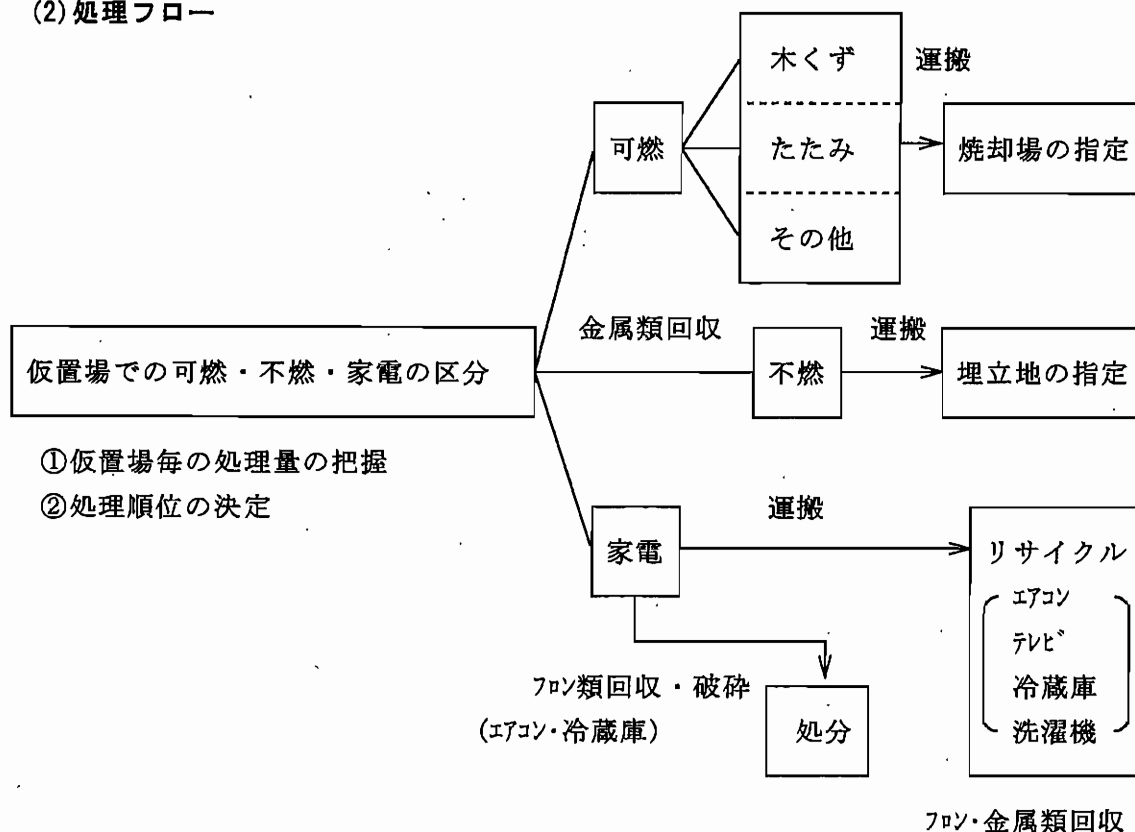 (2)処理フロー
木くず
運搬
可燃
たたみ
焼却場の指定
その他
金属類回収
運搬
仮置場での可燃・不燃・家電の区分
不燃
埋立地の指定
①仮置場毎の処理量の把握
②処理順位の決定
運搬
家電
リサイクル
ｴｱｺﾝ
ﾃﾚﾋﾞ
冷蔵庫
洗濯機
ﾌﾛﾝ類回収・破砕
(ｴｱｺﾝ・冷蔵庫)
処分
ﾌﾛﾝ・金属類回収